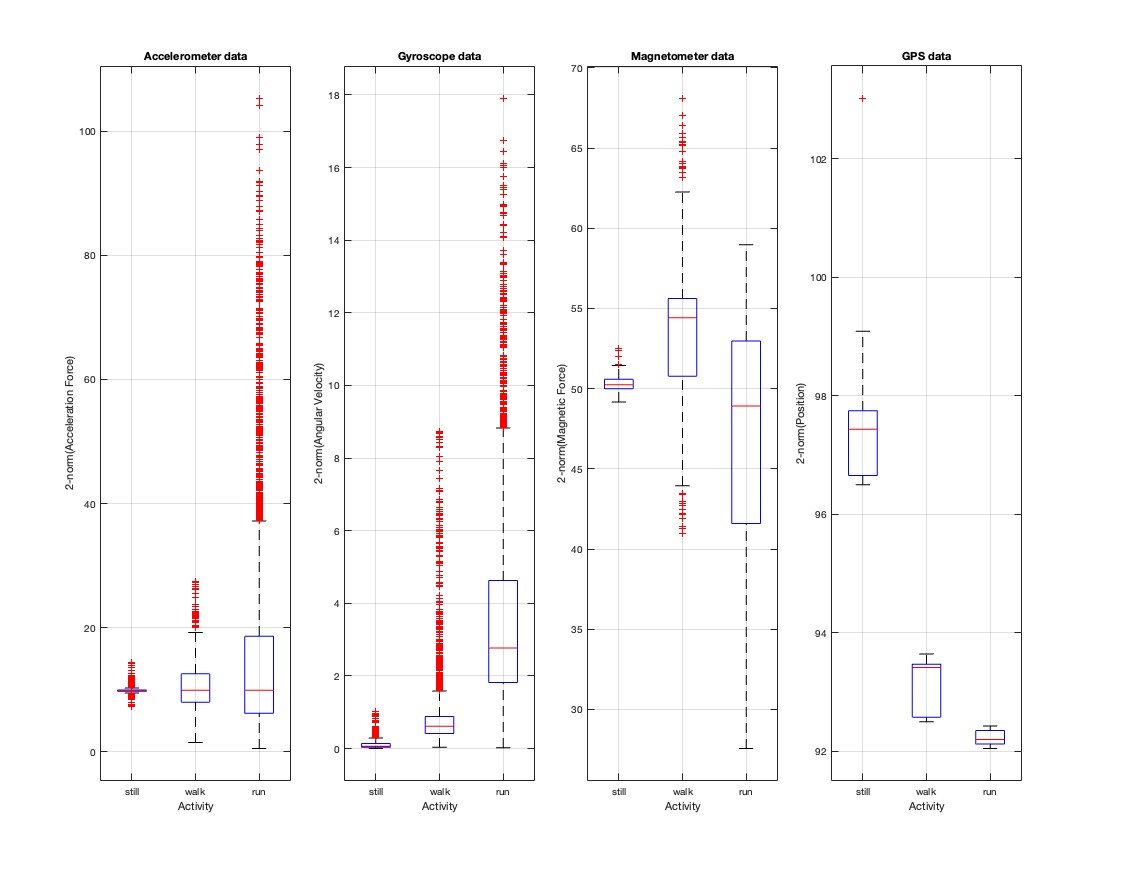 Accelerometer data
2-norm(Acceleration Force)
100
80
60
40
20
0
still walk run
Activity
Gyroscope data
2-norm(Angular Velocity)
18
16
14
12
10
8
6
4
2
0
still walk run
Activity
Magnetometer data
2-norm(Magnetic Force)
70
65
60
55
50
45
40
35
30
still walk run
Activity
GPS data
2-norm(Position)
102
100
98
96
94
92
still walk run
Activity